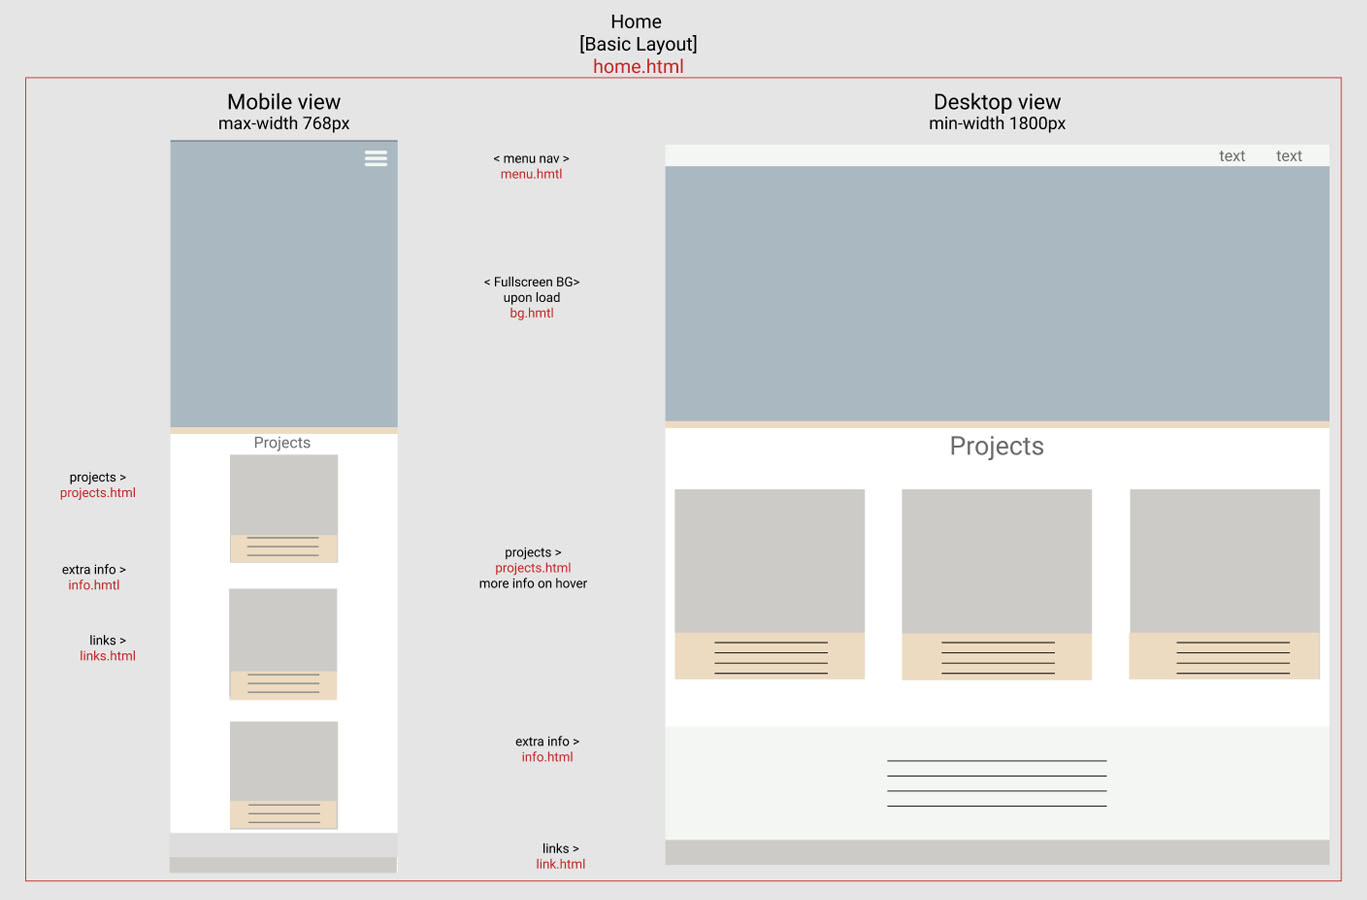 Home
[Basic Layout]
home.html
Mobile view
max-width 768px
Desktop view
min-width 1800px
< menu nav >
menu.hmtl
text text
< Fullscreen BG>
upon load
bg.hmtl
Projects
projects >
projects.html
extra info >
info.hmtl
links >
links.html
Projects
projects >
projects.html
more info on hover
extra info >
info.html
links >
link.html